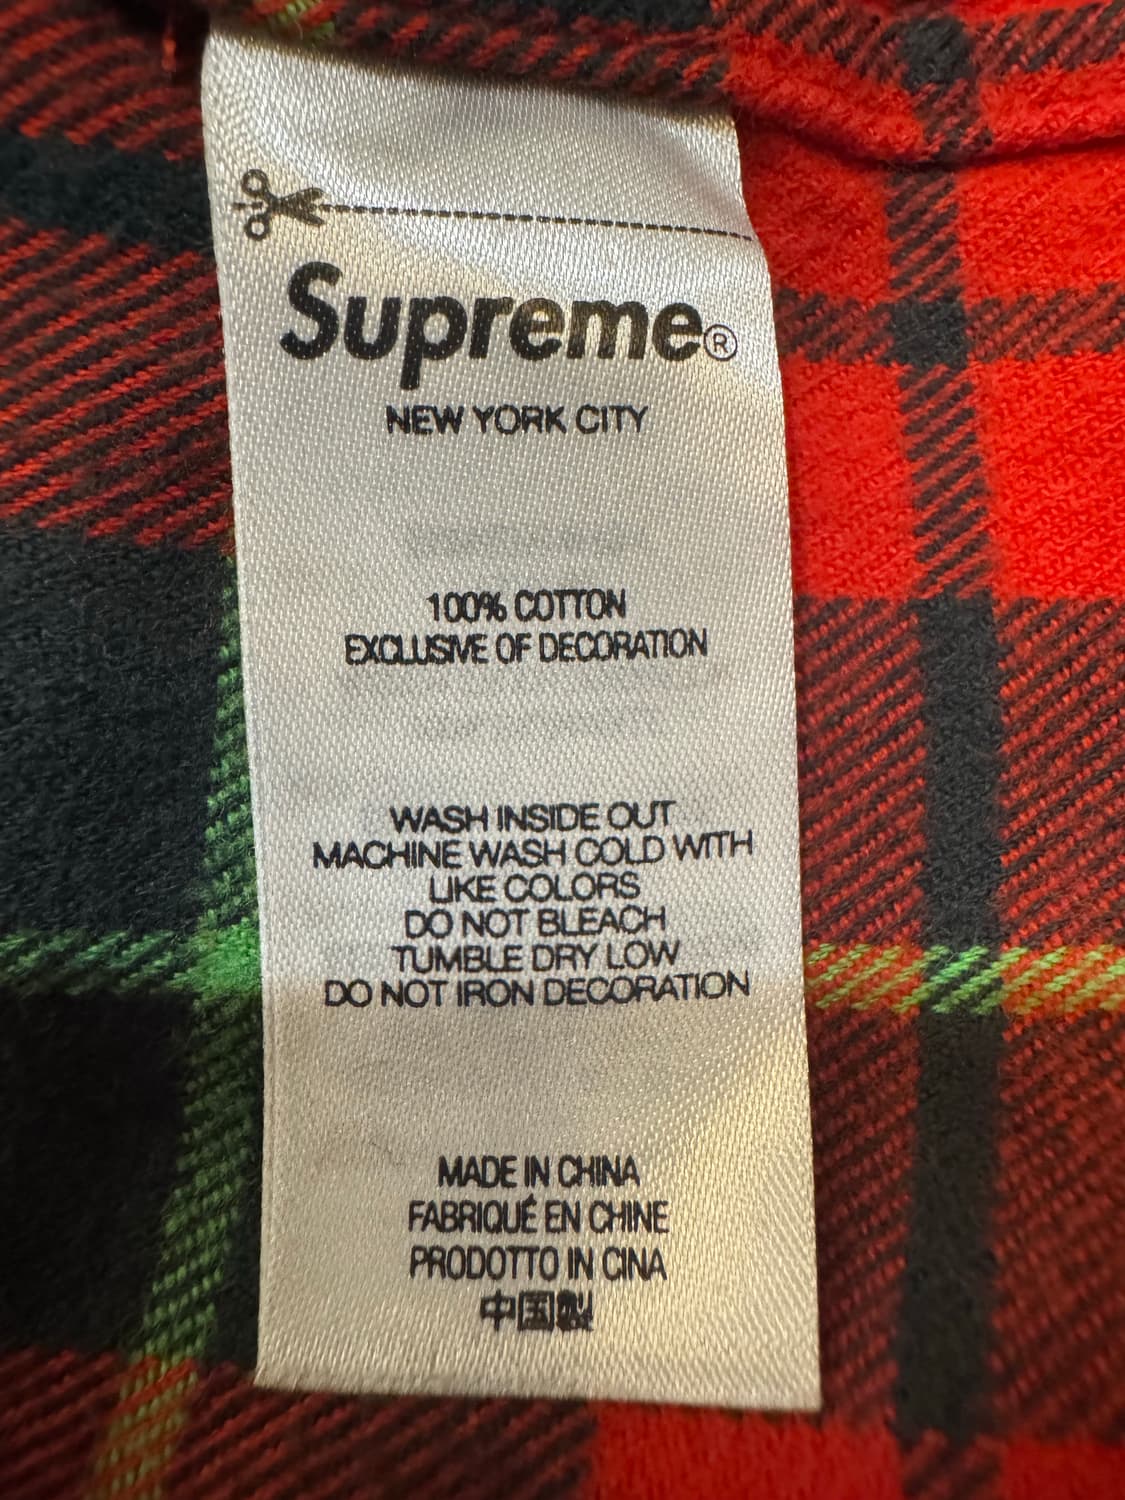 Supreme®
NEW YORK CITY
100% COTTON
EXCLUSIVE OF DECORATION
WASH INSIDE OUT
MACHINE WASH COLD WITH
LIKE COLORS
DO NOT BLEACH
TUMBLE DRY LOW
DO NOT IRON DECORATION
MADE IN CHINA
FABRIQUÉ EN CHINE
PRODOTTO IN CINA
中国製